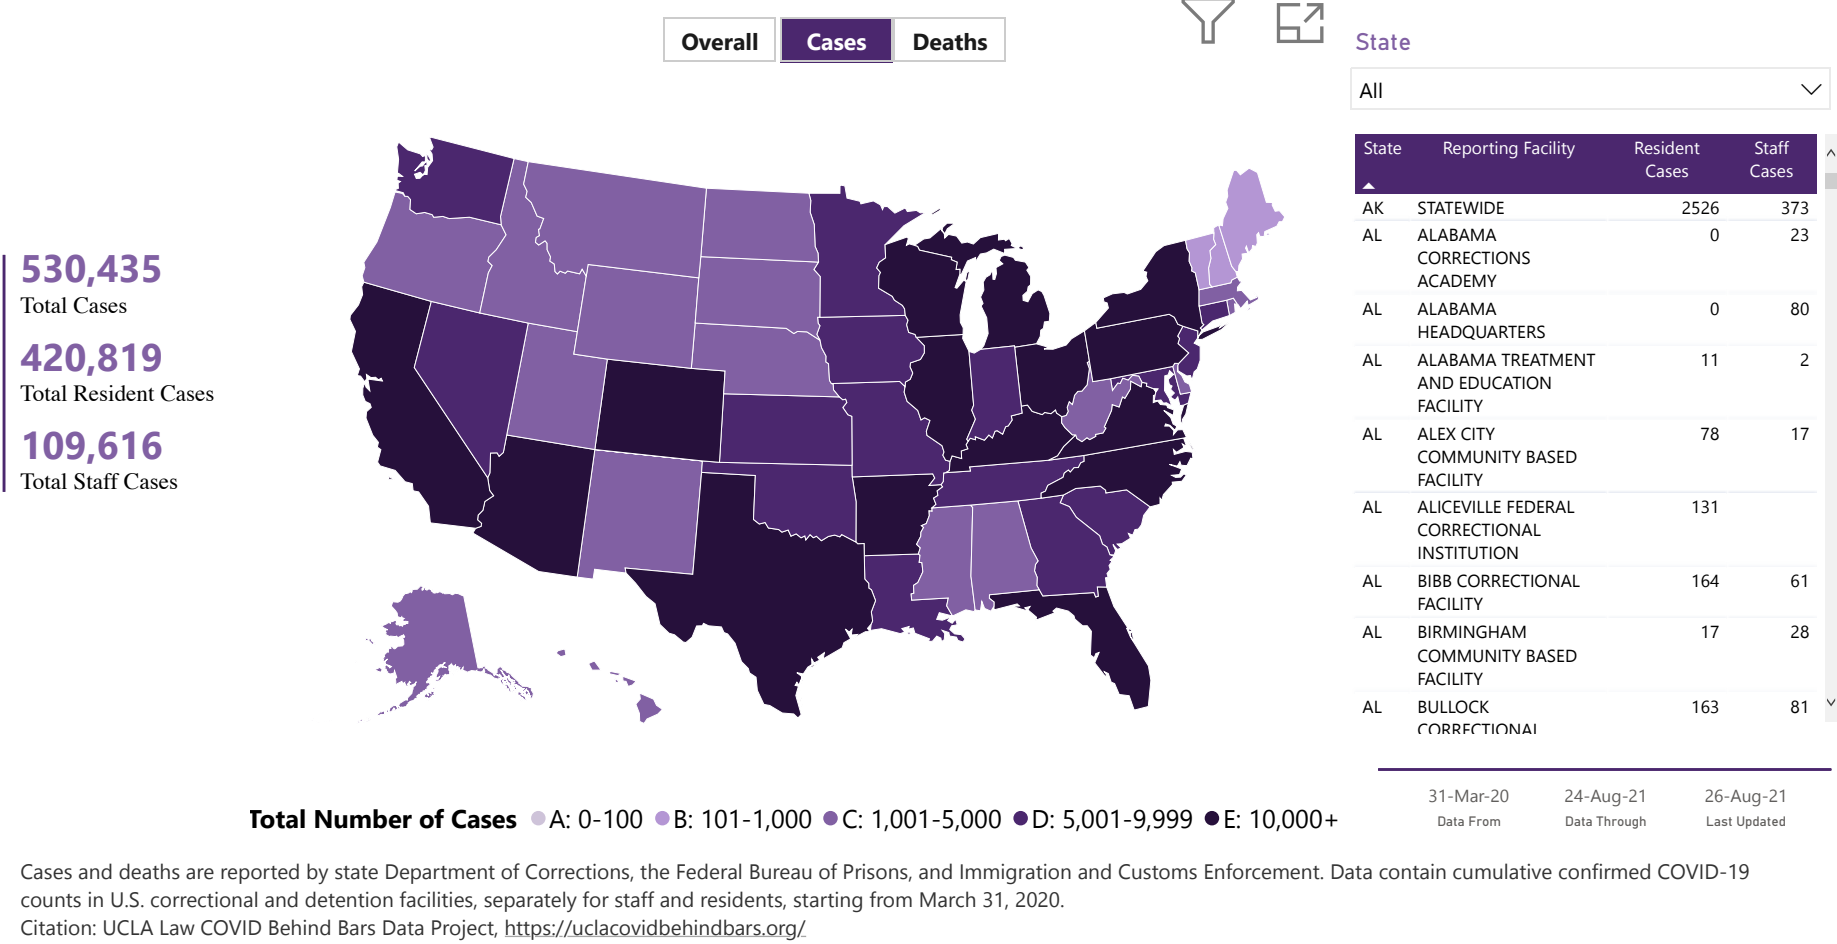 Overall Cases Deaths
State
All
530,435
Total Cases
420,819
Total Resident Cases
109,616
Total Staff Cases
State Reporting Facility Resident Cases Staff Cases
AK STATEWIDE 2526 373
AL ALABAMA 0 23
CORRECTIONS
ACADEMY
AL ALABAMA 0 80
HEADQUARTERS
AL ALABAMA TREATMENT 11 2
AND EDUCATION
FACILITY
AL ALEX CITY 78 17
COMMUNITY BASED
FACILITY
AL ALICEVILLE FEDERAL 131
CORRECTIONAL
INSTITUTION
AL BIBB CORRECTIONAL 164 61
FACILITY
AL BIRMINGHAM 17 28
COMMUNITY BASED
FACILITY
AL BULLOCK 163 81
CORRECTIONAL
31-Mar-20 24-Aug-21 26-Aug-21
Data From Data Through Last Updated
Total Number of Cases A: 0-100 B: 101-1,000 C: 1,001-5,000 D: 5,001-9,999 E: 10,000+
Cases and deaths are reported by state Department of Corrections, the Federal Bureau of Prisons, and Immigration and Customs Enforcement. Data contain cumulative confirmed COVID-19
counts in U.S. correctional and detention facilities, separately for staff and residents, starting from March 31, 2020.
Citation: UCLA Law COVID Behind Bars Data Project, https://uclacovidbehindbars.org/